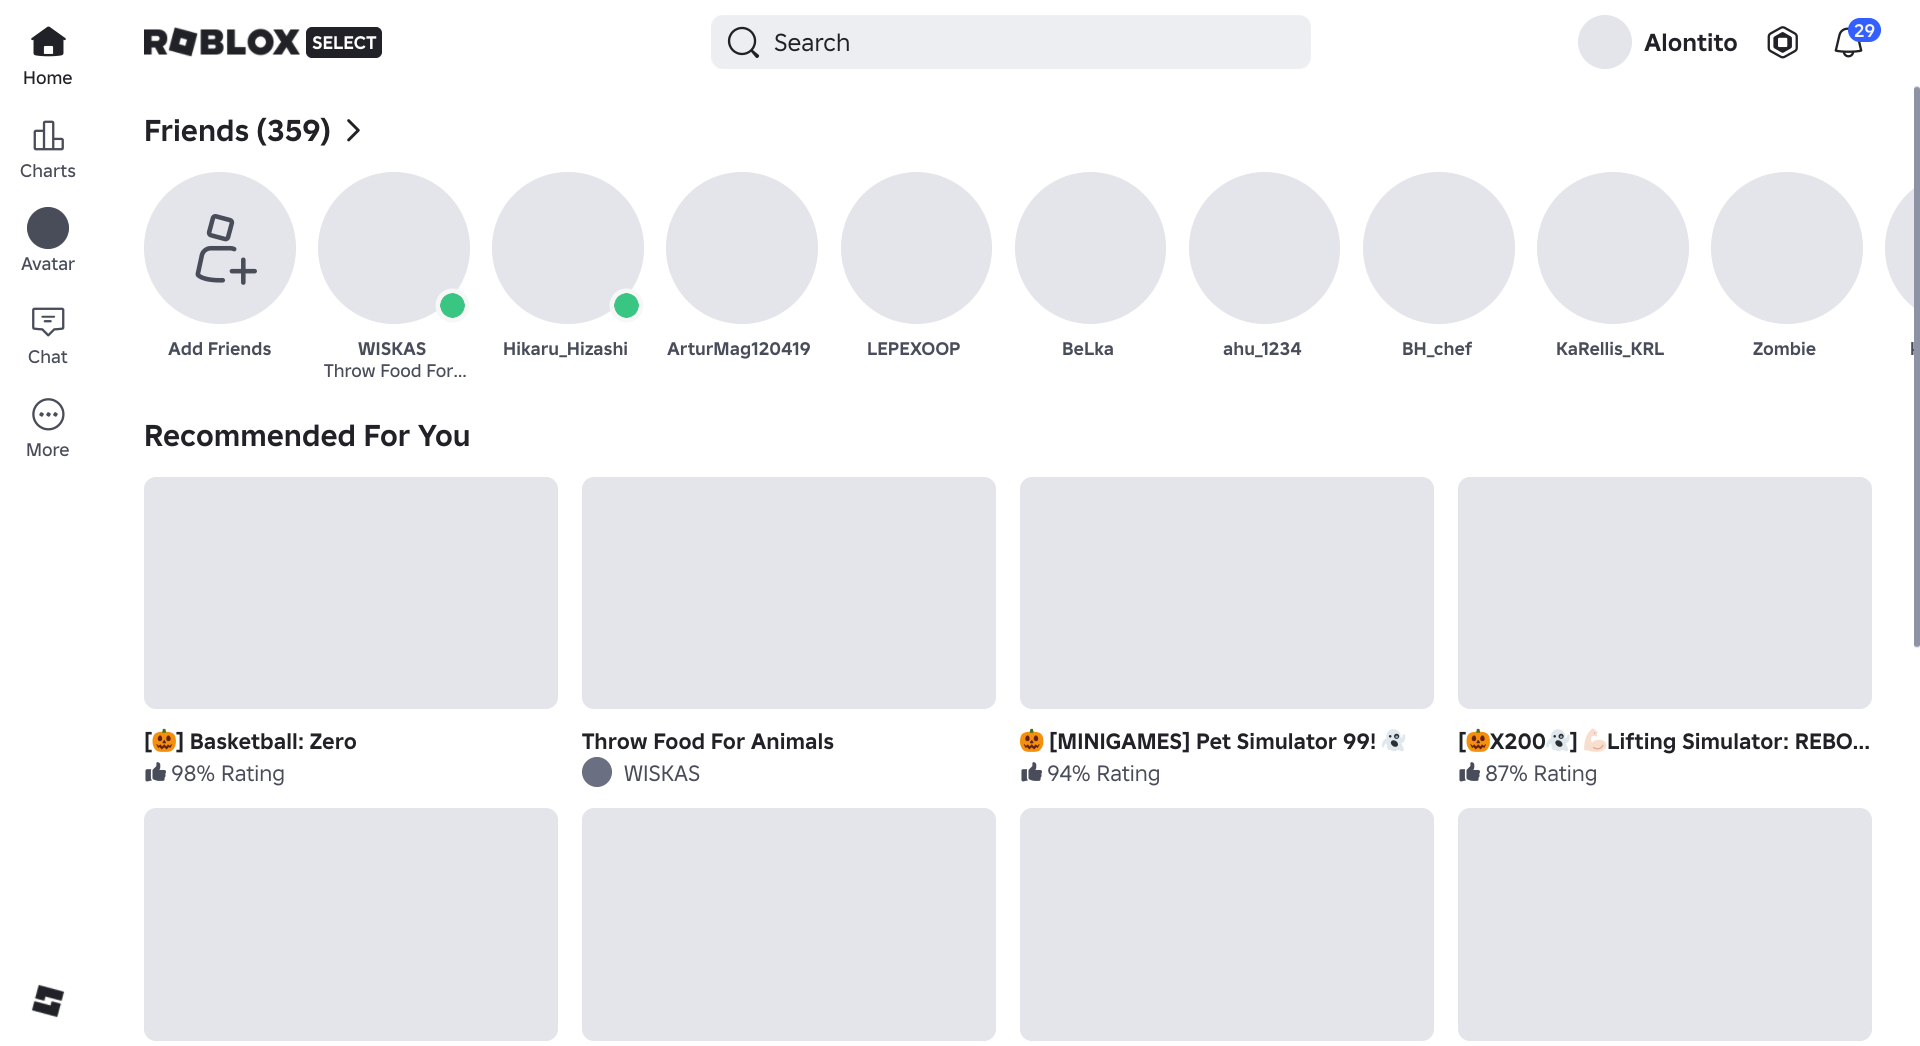 Home
ROBLOX SELECT
Search
Alontito
29
Charts
Avatar
Chat
More
Friends (359)
Add Friends
WISKAS
Throw Food For...
Hikaru_Hizashi
ArturMag120419
LEPEXOOP
BeLka
ahu_1234
BH_chef
KaRellis_KRL
Zombie
Recommended For You
[🎃] Basketball: Zero
98% Rating
Throw Food For Animals
WISKAS
🎃 [MINIGAMES] Pet Simulator 99! 👻
94% Rating
[🎃X200👻] 💪🏻Lifting Simulator: REBO...
87% Rating